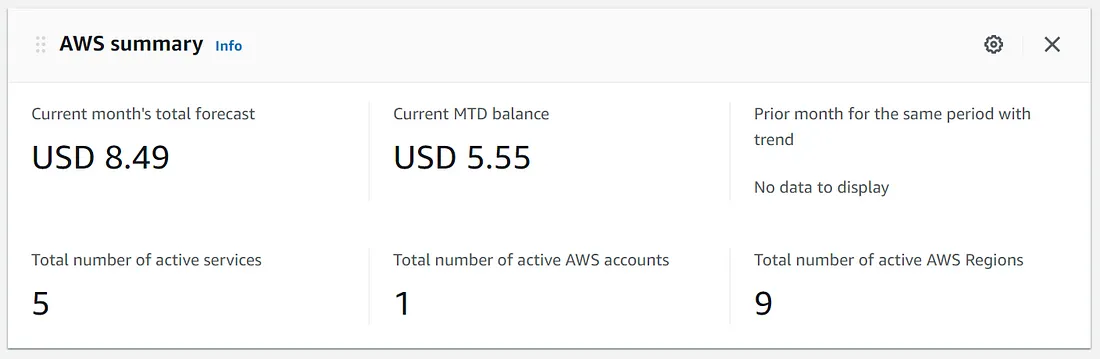 AWS summary Info
Current month's total forecast
USD 8.49
Current MTD balance
USD 5.55
Prior month for the same period with
trend
No data to display
Total number of active services
5
Total number of active AWS accounts
1
Total number of active AWS Regions
9